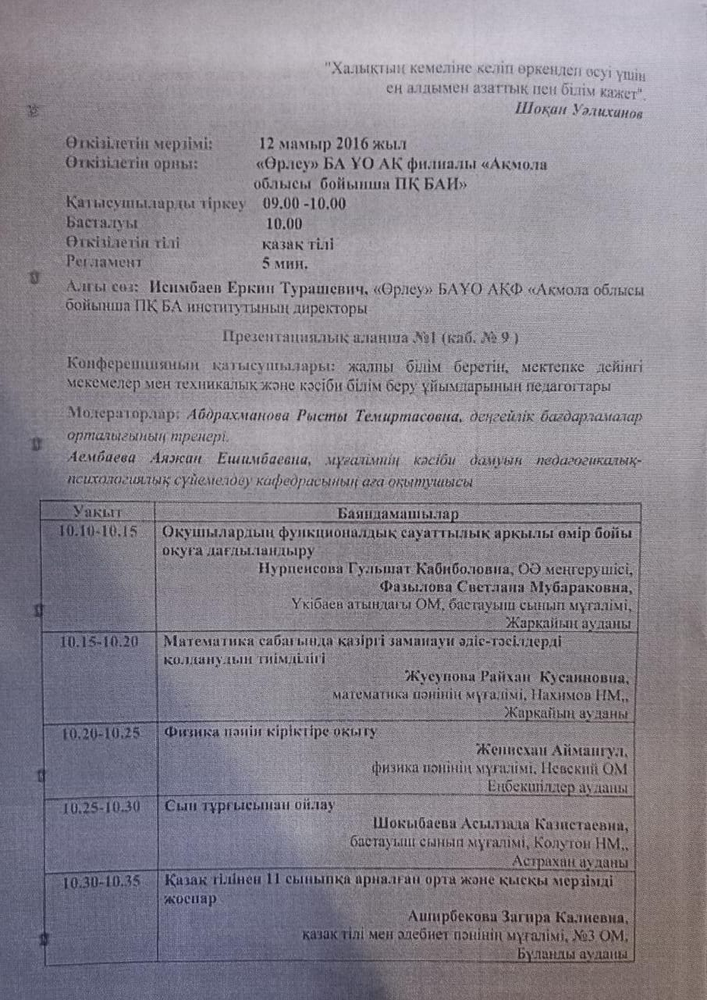 "Халықтың кемеліне келіп өркендеп өсуі үшін
ең алдымен азаттық пен білім қажет".
Шоқан Уәлиханов
Өткізілетін мерзімі: 12 мамыр 2016 жыл
Өткізілетін орны: «Өрлеу» БА ҰО АҚ филиалы «Ақмола
облысы бойынша ПҚ БАИ»
Қатысушыларды тіркеу 09.00 -10.00
Басталуы 10.00
Өткізілетін тілі қазақ тілі
Регламент 5 мин.
Алғы сөз: Исимбаев Еркин Турашевич, «Өрлеу» БАҰО АҚФ «Ақмола облысы
бойынша ПҚ БА институтының директоры
Презентациялық алаңша №1 (каб. № 9 )
Конференцияның қатысушылары: жалпы білім беретін, мектепке дейінгі
мекемелер мен техникалық және кәсіби білім беру ұйымдарының педагогтары
Модераторлар: Абдрахманова Рысты Темиртасовна, деңгейлік бағдарламалар
орталығының тренері.
Аембаева Аяжан Ешимбаевна, мұғалімнің кәсіби дамуын педагогикалық-
психологиялық сүйемелдеу кафедрасының аға оқытушысы
Уақыт Баяндамашылар
10.10-10.15 Оқушылардың функционалдық сауаттылық арқылы өмір бойы
оқуға дағдыландыру
Нурпеисова Гульшат Кабиболовна, ОӘ меңгерушісі,
Фазылова Светлана Мубараковна,
Үкібаев атындағы ОМ, бастауыш сынып мұғалімі,
Жарқайың ауданы
10.15-10.20 Математика сабағында қазіргі заманауи әдіс-тәсілдерді
қолданудың тиімділігі
Жусупова Райхан Кусаиновна,
математика пәнінің мұғалімі, Нахимов НМ,,
Жарқайың ауданы
10.20-10.25 Физика пәнін кіріктіре оқыту
Женисхан Аймангул,
физика пәнінің мұғалімі, Невский ОМ
Еңбекшілдер ауданы
10.25-10.30 Сын тұрғысынан ойлау
Шокыбаева Асылзада Казистаевна,
бастауыш сынып мұғалімі, Колутон НМ,,
Астрахан ауданы
10.30-10.35 Қазақ тілінен 11 сыныпқа арналған орта және қысқы мерзімді
жоспар
Аширбекова Загира Калиевна,
қазақ тілі мен әдебиет пәнінің мұғалімі, №3 ОМ,
Бұланды ауданы